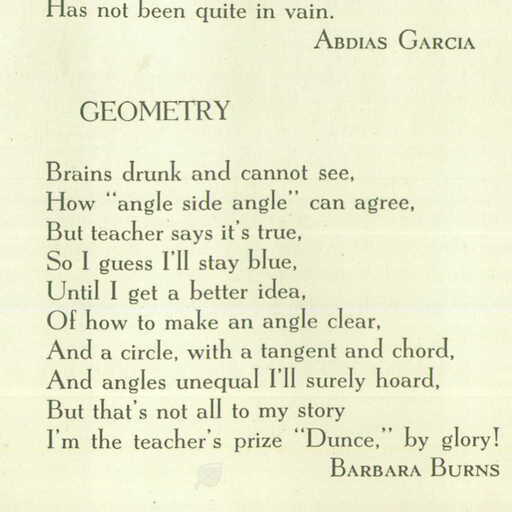 Has not been quite in vain.
Abdias Garcia
GEOMETRY
Brains drunk and cannot see,
How "angle side angle" can agree,
But teacher says it's true,
So I guess I'll stay blue,
Until I get a better idea,
Of how to make an angle clear,
And a circle, with a tangent and chord,
And angles unequal I'll surely hoard,
But that's not all to my story
I'm the teacher's prize "Dunce," by glory!
Barbara Burns